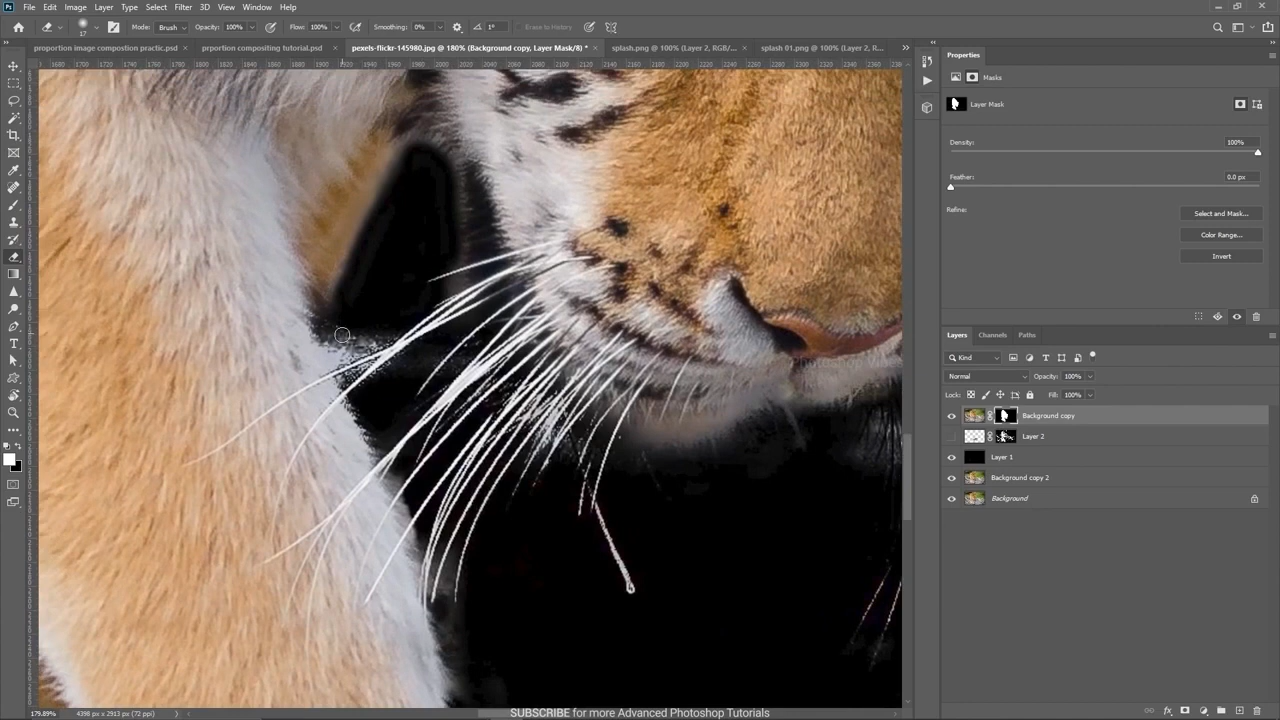 File Edit Image Layer Type Select Filter 3D View Window Help
17 Mode: Brush Opacity: 100% Flow: 100% Smoothing: 0% 1° Erase to History
proportion image compostion practic.psd × prportion compositing tutorial.psd × pexels-flickr-145980.jpg @ 180% (Background copy, Layer Mask/8) * × splash.png @ 100% (Layer 2, RGB/... × splash 01.png @ 100% (Layer 2, R...
Properties
Masks
Layer Mask
Density: 100%
Feather: 0.0 px
Refine:
Select and Mask...
Color Range...
Invert
Layers Channels Paths
Kind
Normal Opacity: 100%
Lock: Fill: 100%
Background copy
Layer 2
Layer 1
Background copy 2
Background
179.89% 4398 px x 2913 px (72 ppi)
SUBSCRIBE for more Advanced Photoshop Tutorials